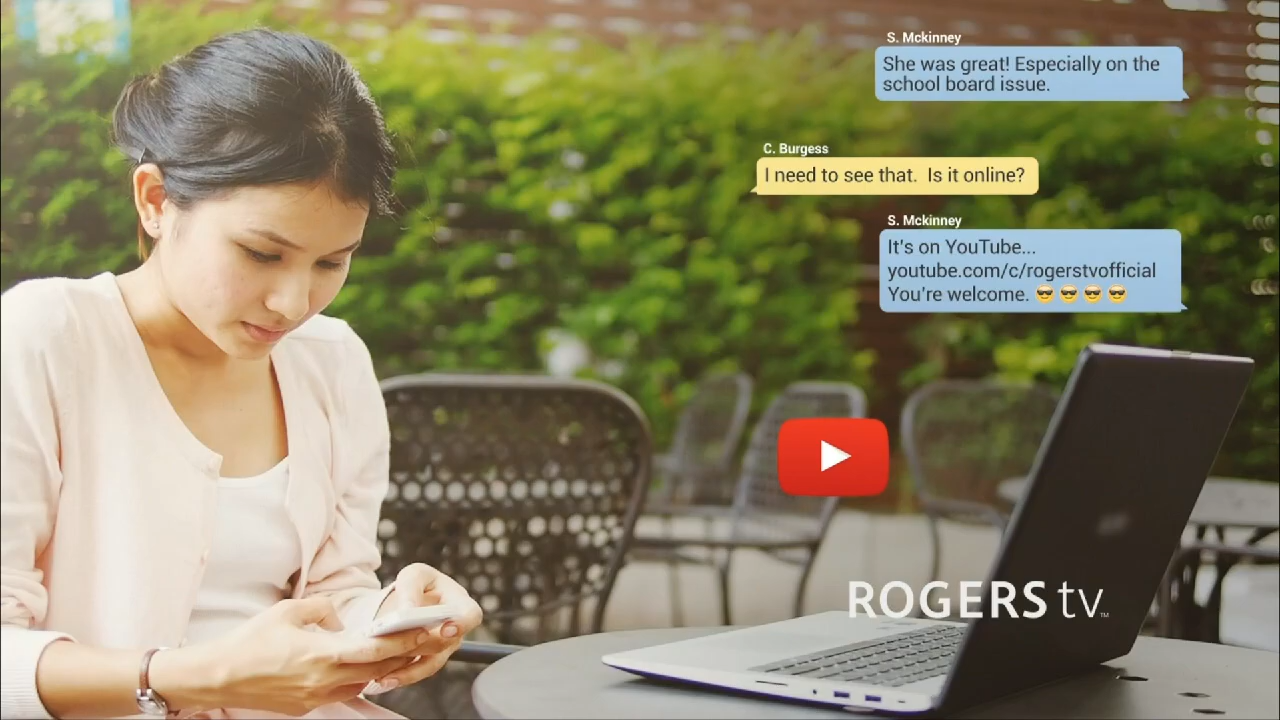 S. Mckinney
She was great! Especially on the
school board issue.
C. Burgess
I need to see that.  Is it online?
S. Mckinney
It's on YouTube...
youtube.com/c/rogerstvofficial
You're welcome. 😎 😎 😎 😎
ROGERS tv™